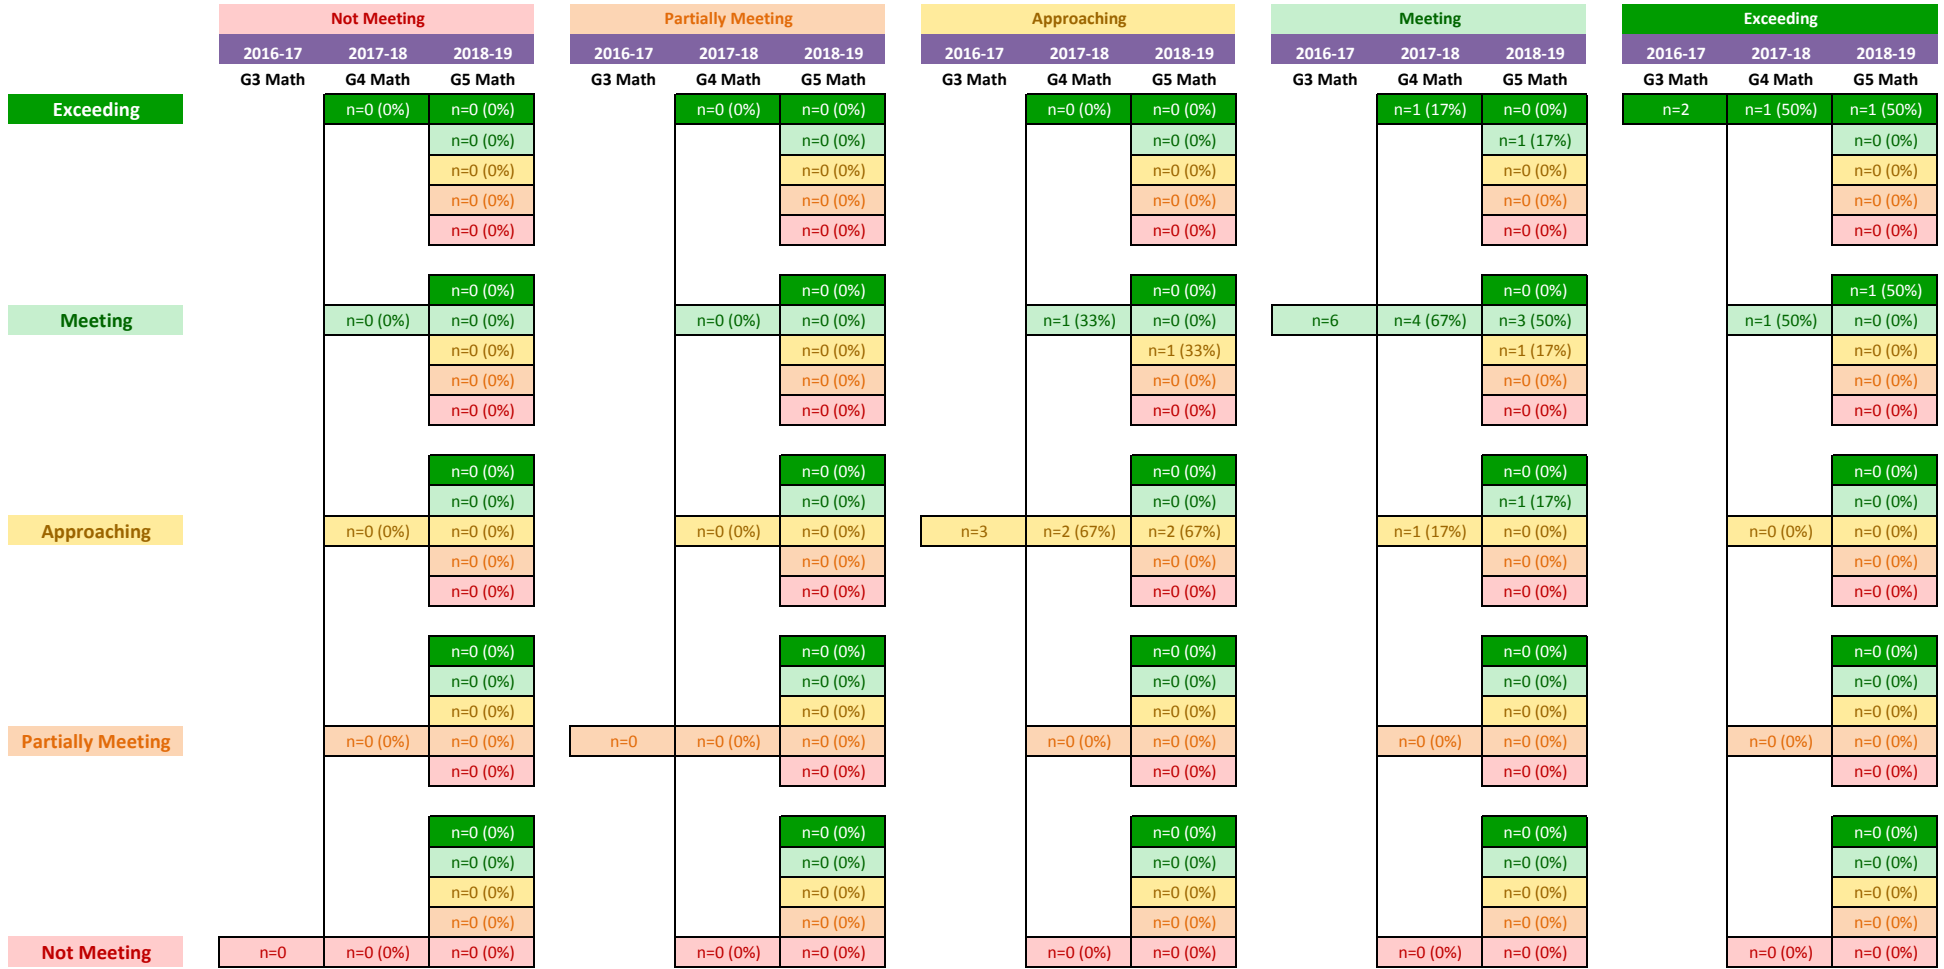 Not Meeting Partially Meeting Approaching Meeting Exceeding
2016-17 2017-18 2018-19 2016-17 2017-18 2018-19 2016-17 2017-18 2018-19 2016-17 2017-18 2018-19 2016-17 2017-18 2018-19
G3 Math G4 Math G5 Math G3 Math G4 Math G5 Math G3 Math G4 Math G5 Math G3 Math G4 Math G5 Math G3 Math G4 Math G5 Math
Exceeding n=0 (0%) n=0 (0%) n=0 (0%) n=0 (0%) n=0 (0%) n=0 (0%) n=1 (17%) n=0 (0%) n=2 n=1 (50%) n=1 (50%)
n=0 (0%) n=0 (0%) n=0 (0%) n=1 (17%) n=0 (0%)
n=0 (0%) n=0 (0%) n=0 (0%) n=0 (0%) n=0 (0%)
n=0 (0%) n=0 (0%) n=0 (0%) n=0 (0%) n=0 (0%)
n=0 (0%) n=0 (0%) n=0 (0%) n=0 (0%) n=0 (0%)
n=0 (0%) n=0 (0%) n=0 (0%) n=0 (0%) n=1 (50%)
Meeting n=0 (0%) n=0 (0%) n=0 (0%) n=0 (0%) n=1 (33%) n=0 (0%) n=6 n=4 (67%) n=3 (50%) n=1 (50%) n=0 (0%)
n=0 (0%) n=0 (0%) n=1 (33%) n=1 (17%) n=0 (0%)
n=0 (0%) n=0 (0%) n=0 (0%) n=0 (0%) n=0 (0%)
n=0 (0%) n=0 (0%) n=0 (0%) n=0 (0%) n=0 (0%)
n=0 (0%) n=0 (0%) n=0 (0%) n=0 (0%) n=0 (0%)
n=0 (0%) n=0 (0%) n=0 (0%) n=1 (17%) n=0 (0%)
Approaching n=0 (0%) n=0 (0%) n=0 (0%) n=0 (0%) n=3 n=2 (67%) n=2 (67%) n=1 (17%) n=0 (0%) n=0 (0%) n=0 (0%)
n=0 (0%) n=0 (0%) n=0 (0%) n=0 (0%) n=0 (0%)
n=0 (0%) n=0 (0%) n=0 (0%) n=0 (0%) n=0 (0%)
n=0 (0%) n=0 (0%) n=0 (0%) n=0 (0%) n=0 (0%)
n=0 (0%) n=0 (0%) n=0 (0%) n=0 (0%) n=0 (0%)
n=0 (0%) n=0 (0%) n=0 (0%) n=0 (0%) n=0 (0%)
Partially Meeting n=0 (0%) n=0 (0%) n=0 n=0 (0%) n=0 (0%) n=0 (0%) n=0 (0%) n=0 (0%) n=0 (0%) n=0 (0%) n=0 (0%)
n=0 (0%) n=0 (0%) n=0 (0%) n=0 (0%) n=0 (0%)
n=0 (0%) n=0 (0%) n=0 (0%) n=0 (0%) n=0 (0%)
n=0 (0%) n=0 (0%) n=0 (0%) n=0 (0%) n=0 (0%)
n=0 (0%) n=0 (0%) n=0 (0%) n=0 (0%) n=0 (0%)
n=0 (0%) n=0 (0%) n=0 (0%) n=0 (0%) n=0 (0%)
Not Meeting n=0 n=0 (0%) n=0 (0%) n=0 (0%) n=0 (0%) n=0 (0%) n=0 (0%) n=0 (0%) n=0 (0%) n=0 (0%) n=0 (0%)